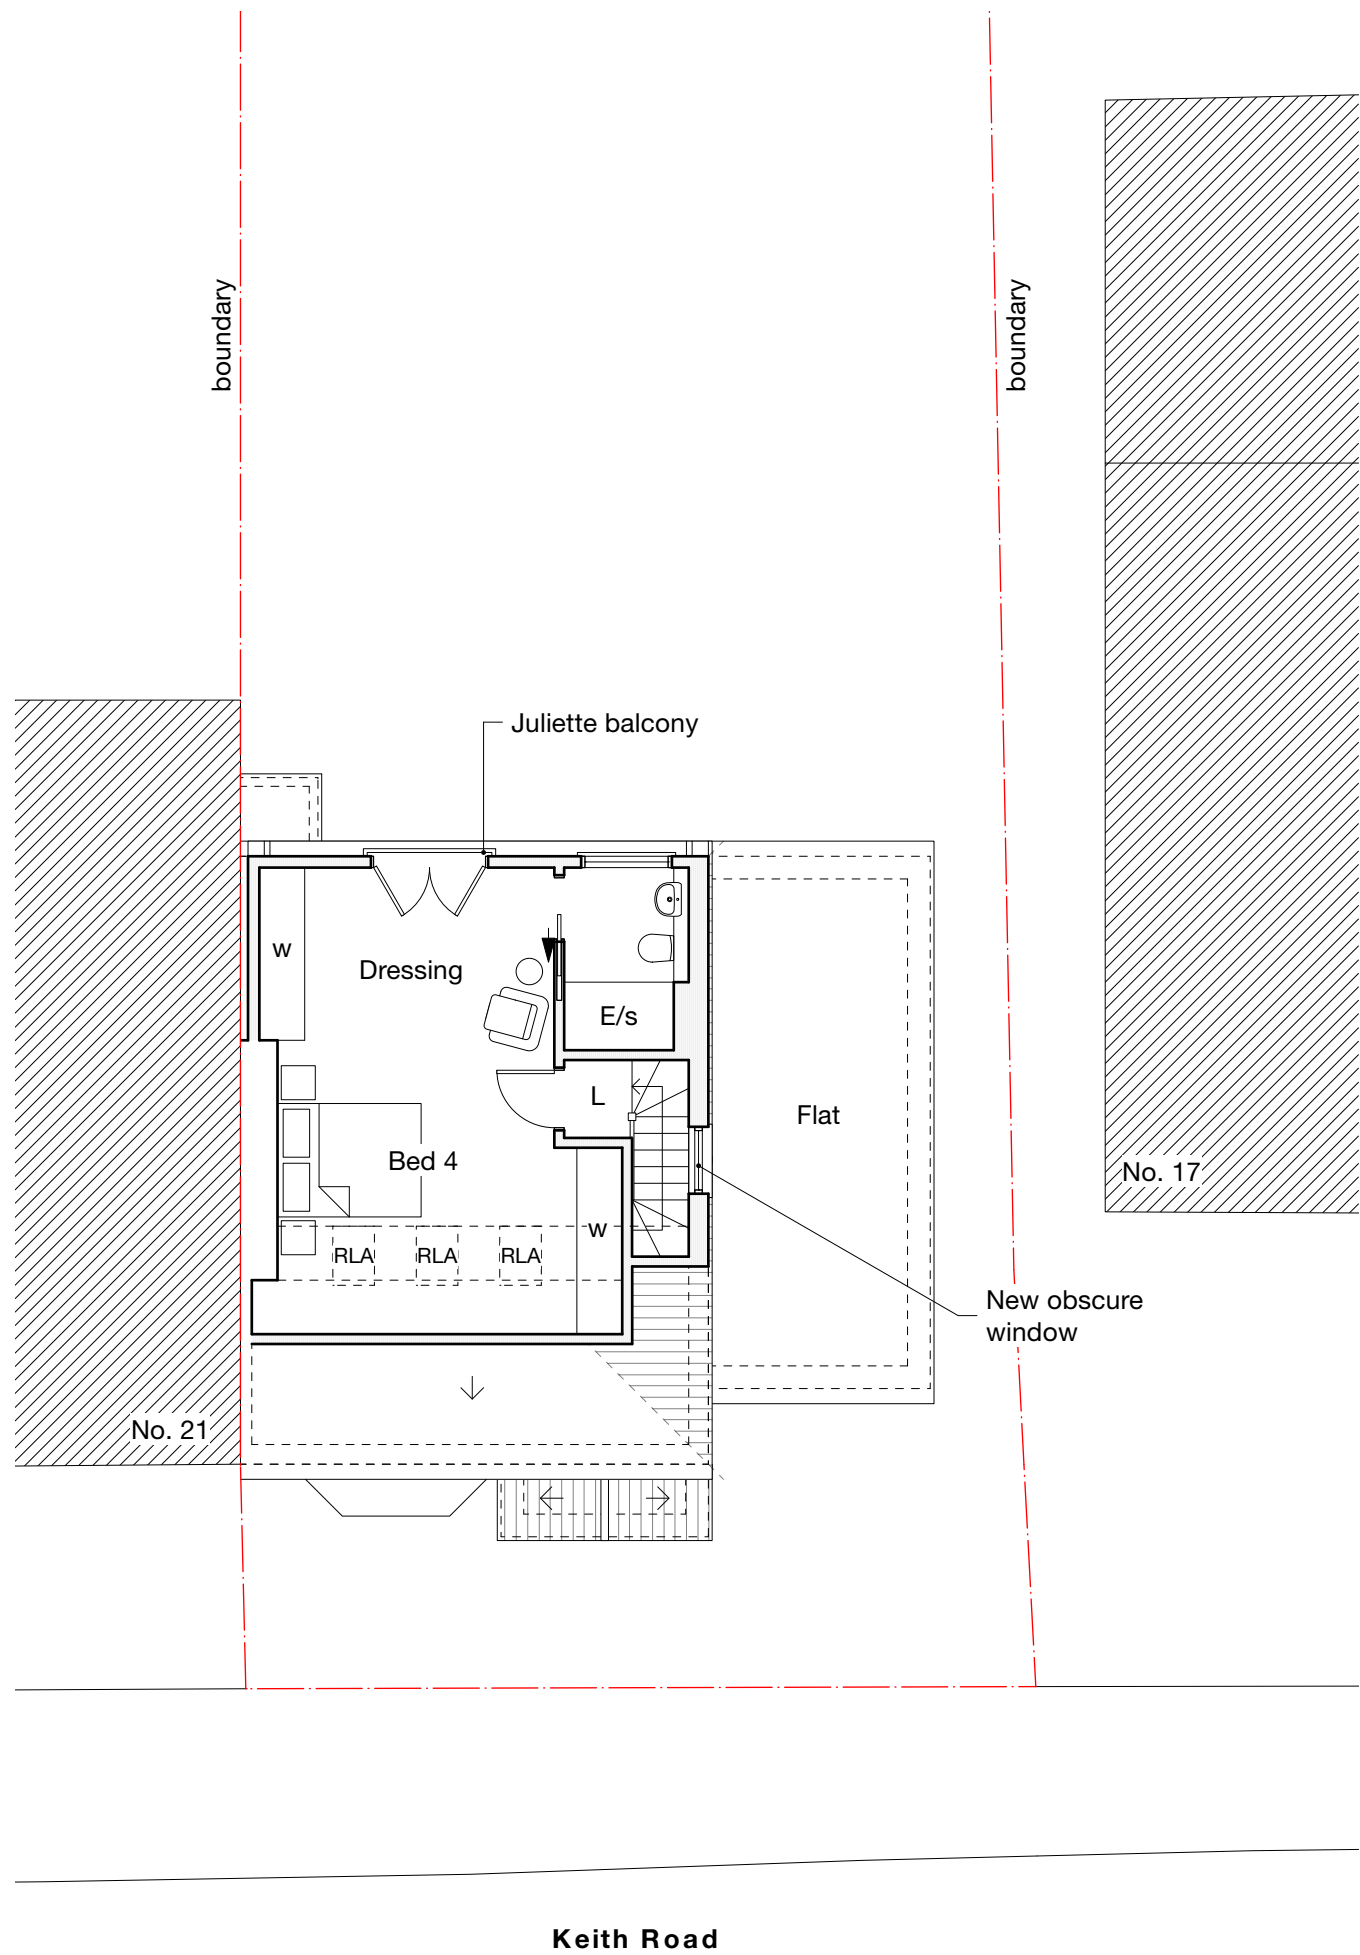 boundary
boundary
Juliette balcony
w
Dressing
E/s
L
Flat
Bed 4
No. 17
w
RLA
RLA
RLA
New obscure
window
No. 21
Keith Road